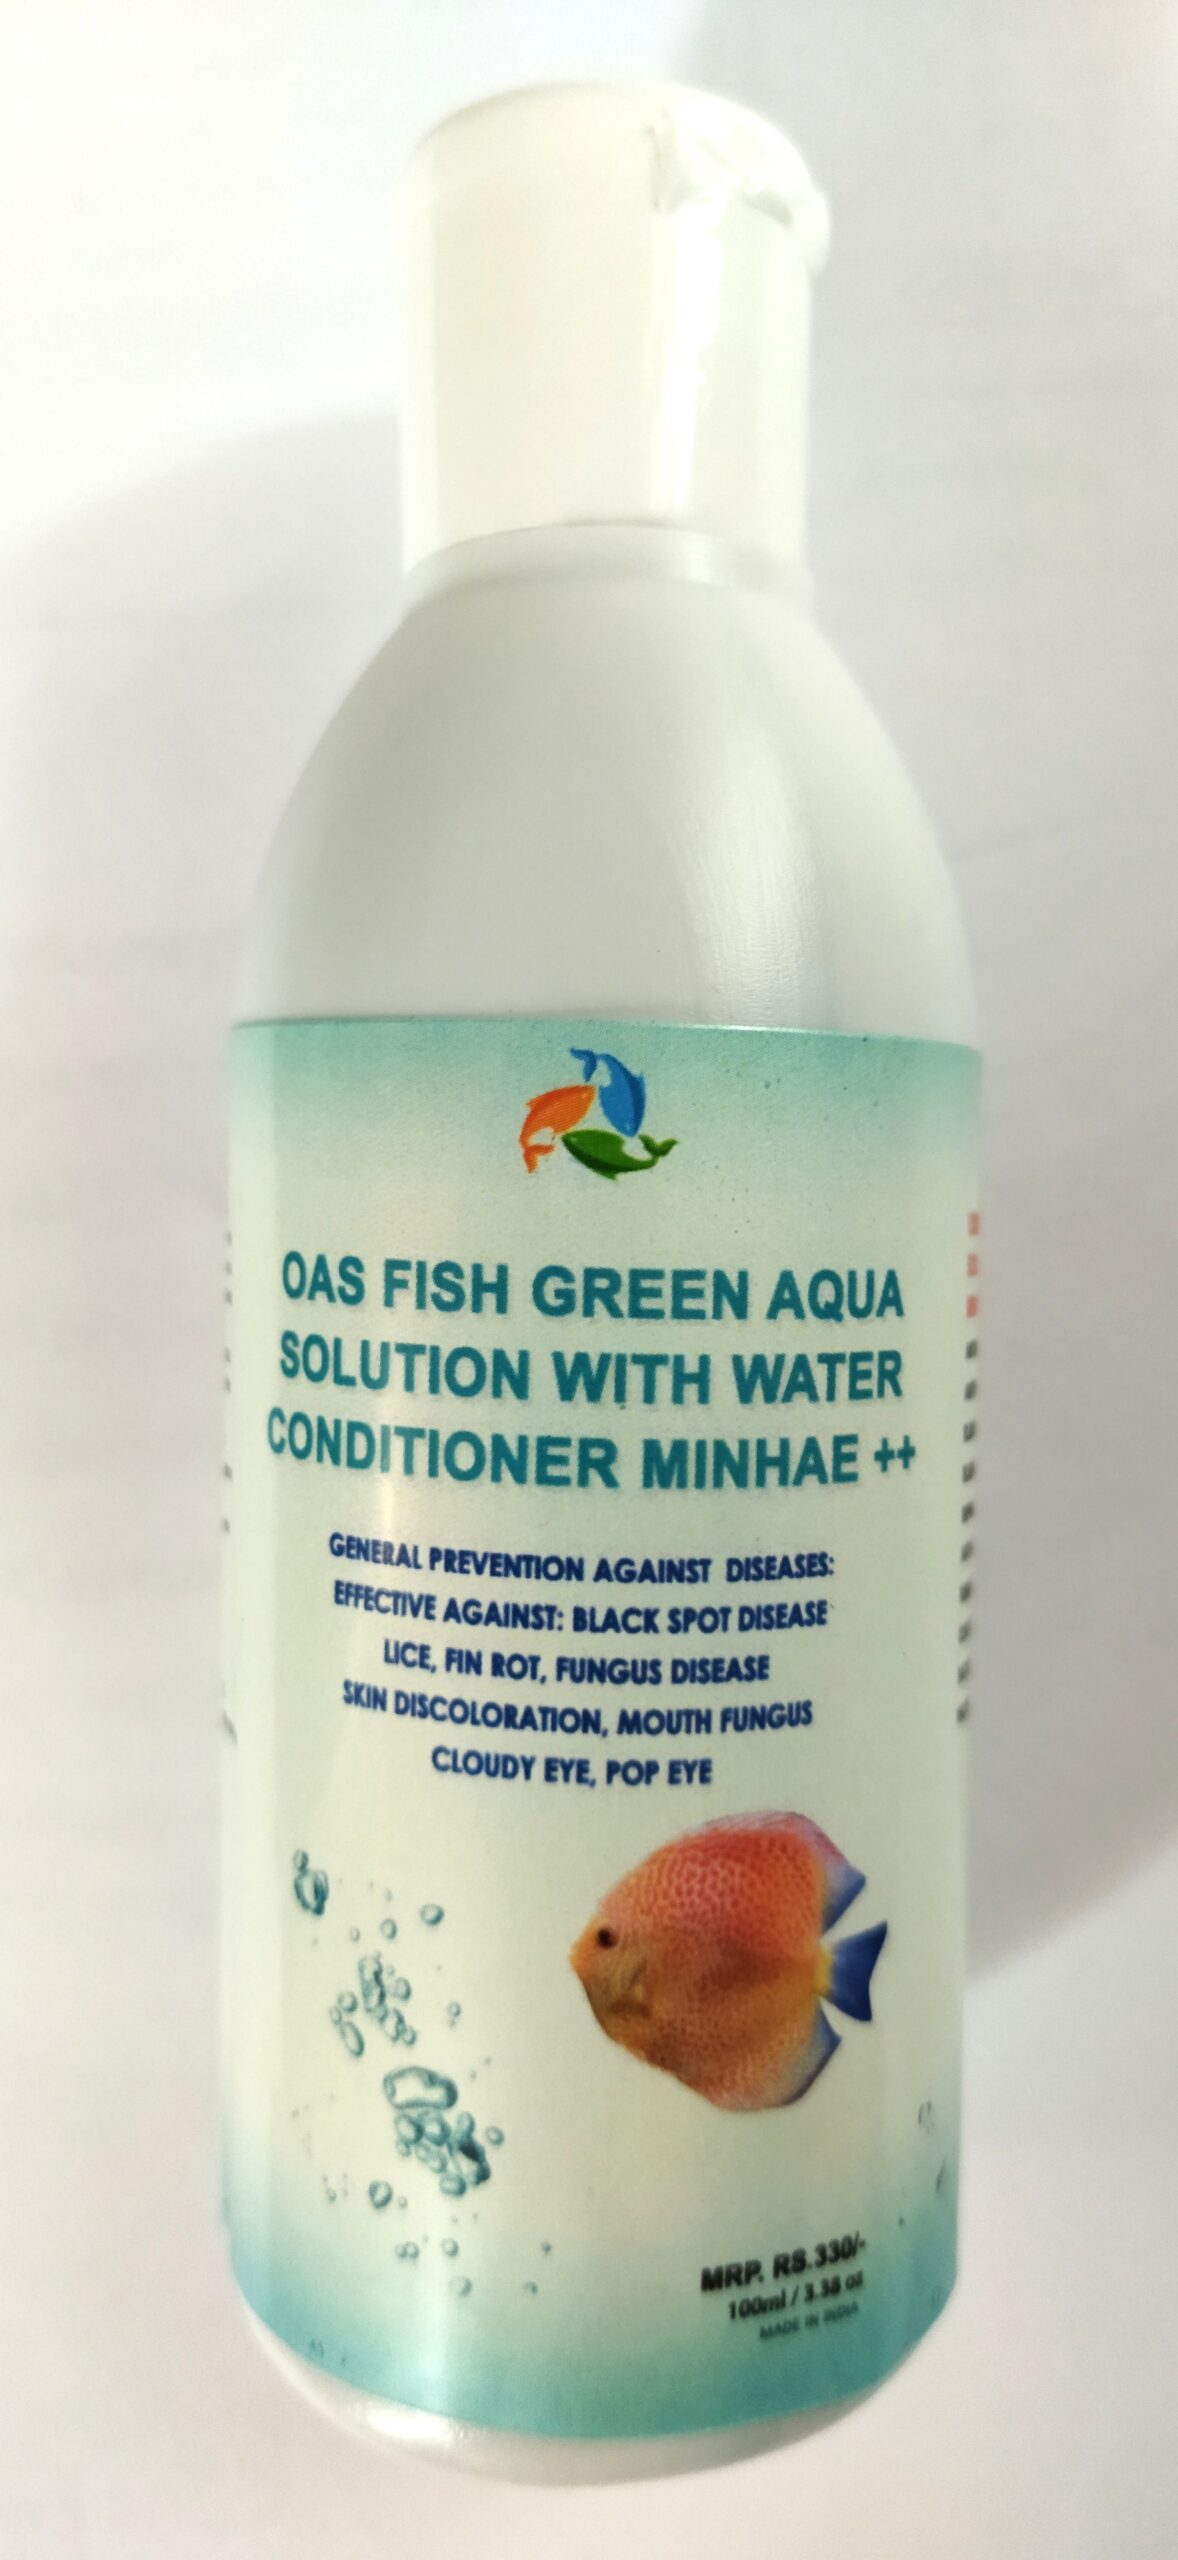 OAS FISH GREEN AQUA
SOLUTION WITH WATER
CONDITIONER MINHAE ++
GENERAL PREVENTION AGAINST DISEASES:
EFFECTIVE AGAINST: BLACK SPOT DISEASE
LICE, FIN ROT, FUNGUS DISEASE
SKIN DISCOLORATION, MOUTH FUNGUS
CLOUDY EYE, POP EYE
MRP. RS.330/-
100ml / 3.38 oz
MADE IN INDIA